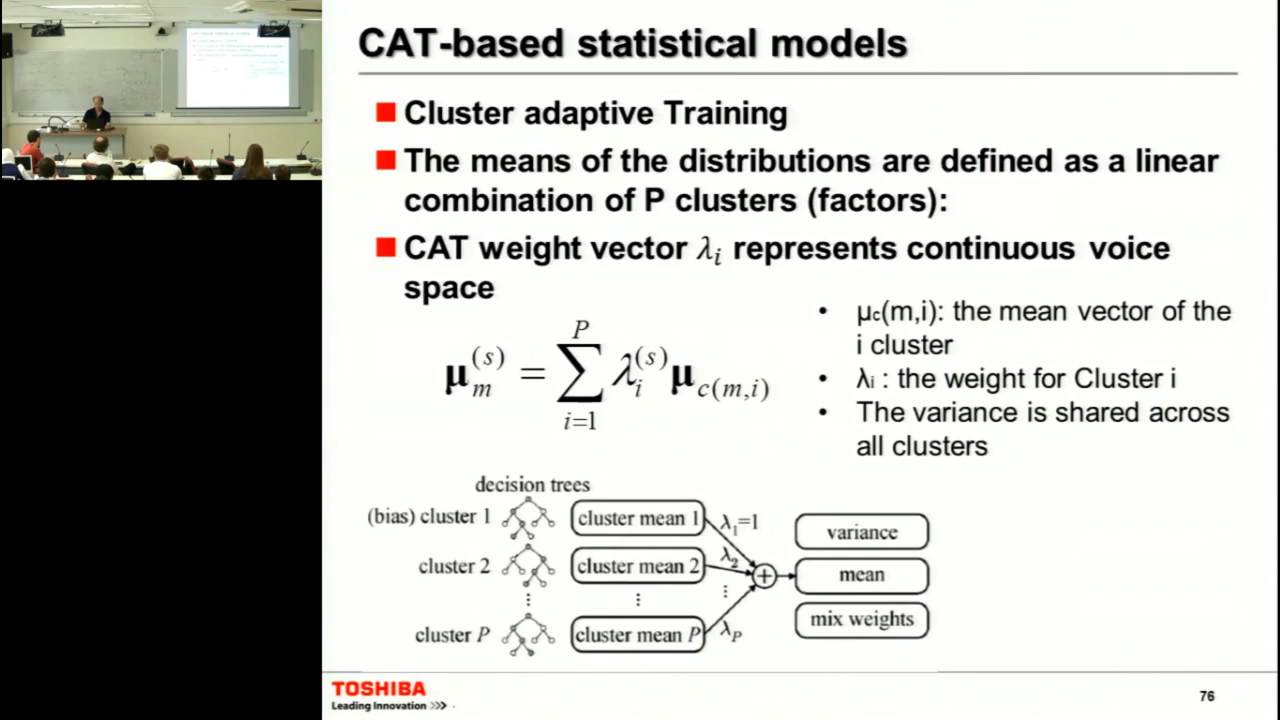 CAT-based statistical models
Cluster adaptive Training
The means of the distributions are defined as a linear
combination of P clusters (factors):
CAT weight vector λi represents continuous voice
space
μm(s) = ∑i=1P λi(s) μc(m,i)
• μc(m,i): the mean vector of the
i cluster
• λi : the weight for Cluster i
• The variance is shared across
all clusters
decision trees
(bias) cluster 1
cluster mean 1
λ1=1
variance
cluster 2
cluster mean 2
λ2
+
mean
⋮ ⋮ ⋮
cluster P
cluster mean P
λP
mix weights
TOSHIBA
Leading Innovation >>>
76